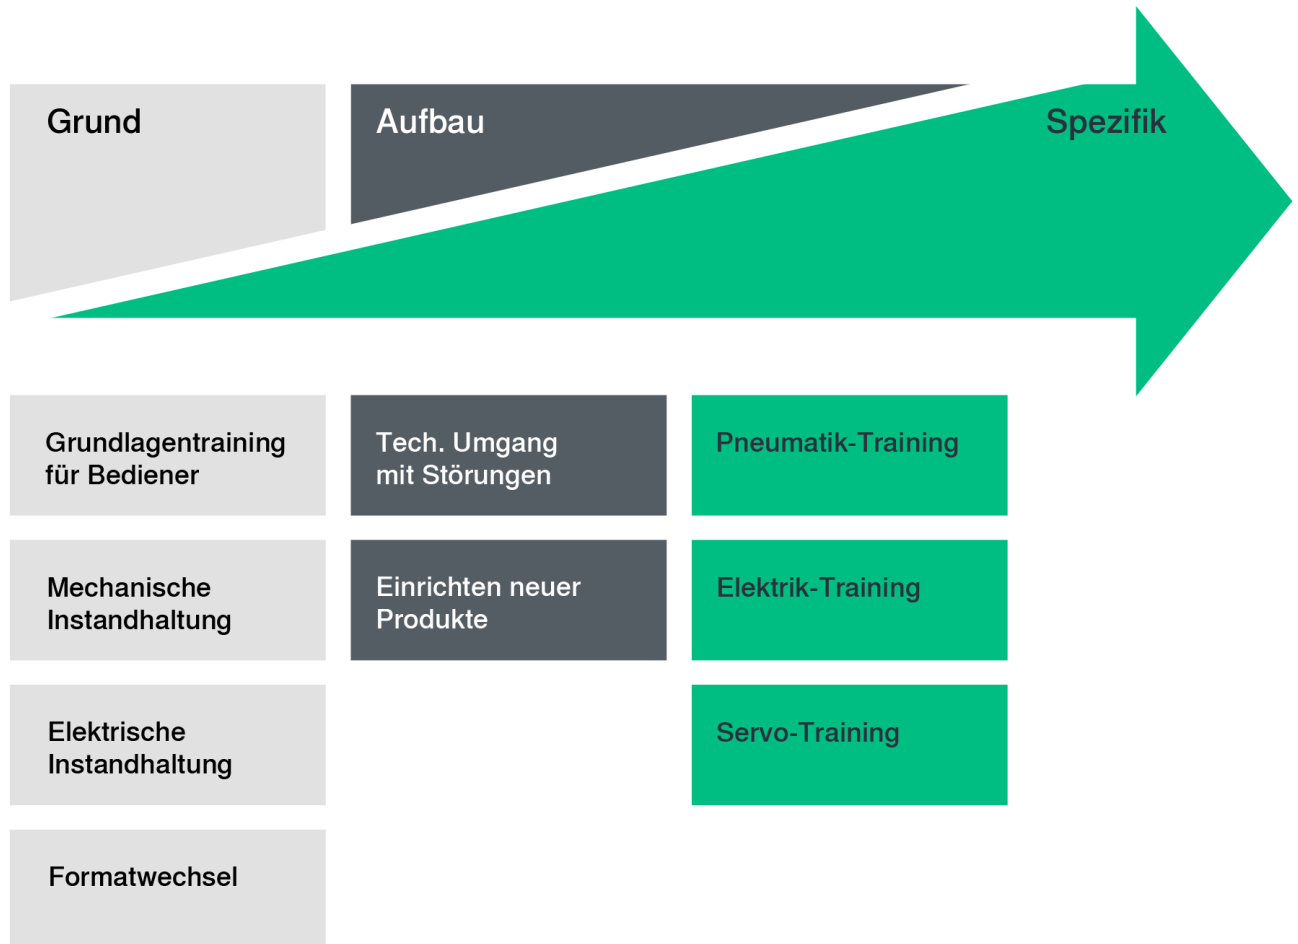 Grund
Aufbau
Spezifik
Grundlagentraining
für Bediener
Tech. Umgang
mit Störungen
Pneumatik-Training
Mechanische
Instandhaltung
Einrichten neuer
Produkte
Elektrik-Training
Elektrische
Instandhaltung
Servo-Training
Formatwechsel